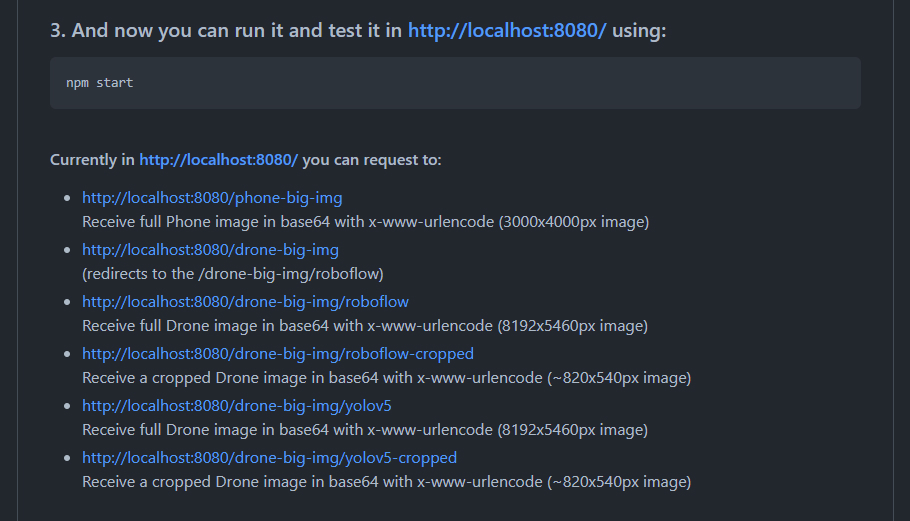 3. And now you can run it and test it in http://localhost:8080/ using:
npm start
Currently in http://localhost:8080/ you can request to:
http://localhost:8080/phone-big-img
Receive full Phone image in base64 with x-www-urlencode (3000x4000px image)
http://localhost:8080/drone-big-img
(redirects to the /drone-big-img/roboflow)
http://localhost:8080/drone-big-img/roboflow
Receive full Drone image in base64 with x-www-urlencode (8192x5460px image)
http://localhost:8080/drone-big-img/roboflow-cropped
Receive a cropped Drone image in base64 with x-www-urlencode (~820x540px image)
http://localhost:8080/drone-big-img/yolov5
Receive full Drone image in base64 with x-www-urlencode (8192x5460px image)
http://localhost:8080/drone-big-img/yolov5-cropped
Receive a cropped Drone image in base64 with x-www-urlencode (~820x540px image)